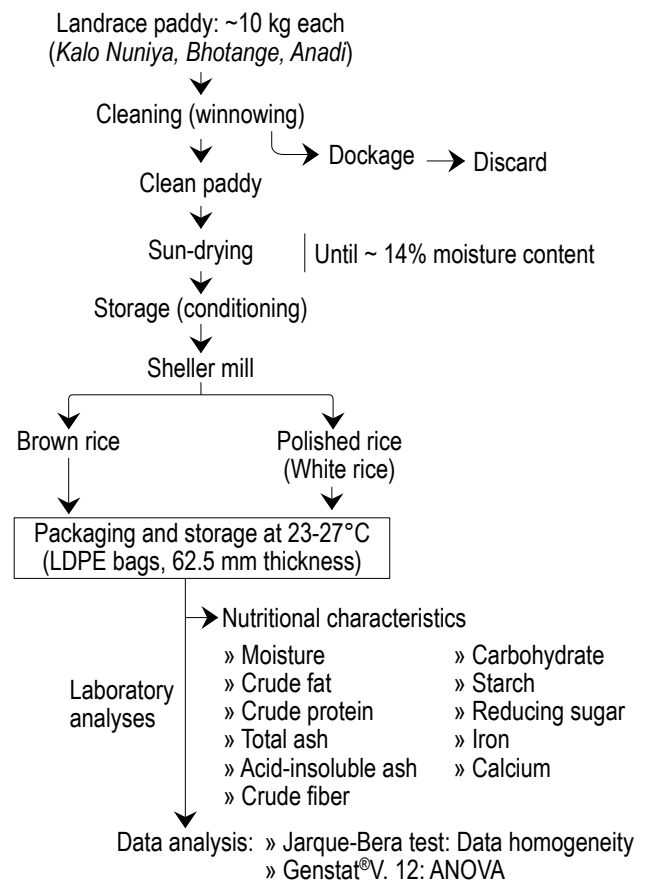 Landrace paddy: ~10 kg each
(Kalo Nuniya, Bhotange, Anadi)
Cleaning (winnowing)
Dockage
Discard
Clean paddy
Sun-drying
Until ~ 14% moisture content
Storage (conditioning)
Sheller mill
Brown rice
Polished rice
(White rice)
Packaging and storage at 23-27°C
(LDPE bags, 62.5 mm thickness)
Nutritional characteristics
» Moisture
» Crude fat
» Crude protein
» Total ash
» Acid-insoluble ash
» Crude fiber
» Carbohydrate
» Starch
» Reducing sugar
» Iron
» Calcium
Laboratory
analyses
Data analysis: » Jarque-Bera test: Data homogeneity
» Genstat®V. 12: ANOVA